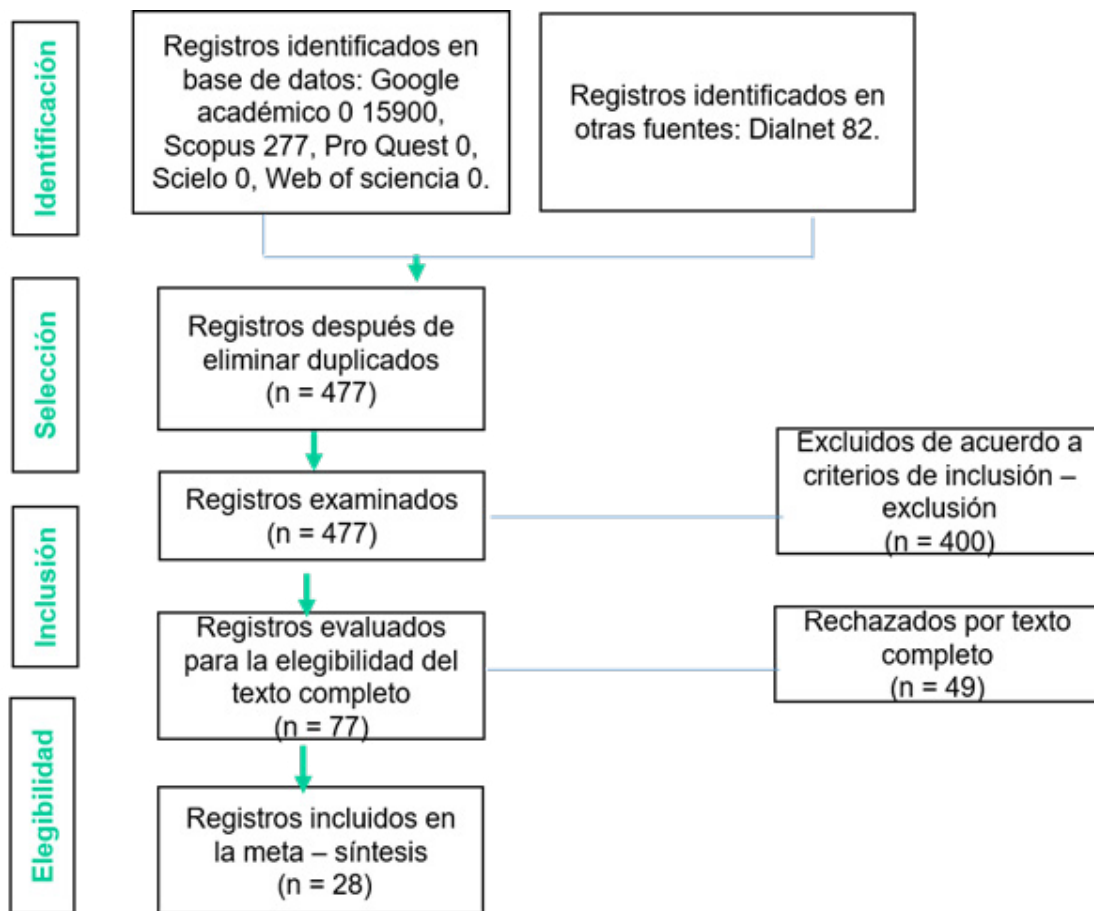 Identificación
Registros identificados en
base de datos: Google
académico 0 15900,
Scopus 277, Pro Quest 0,
Scielo 0, Web of sciencia 0.
Registros identificados en
otras fuentes: Dialnet 82.
Selección
Registros después de
eliminar duplicados
(n = 477)
Registros examinados
(n = 477)
Excluidos de acuerdo a
criterios de inclusión –
exclusión
(n = 400)
Inclusión
Registros evaluados
para la elegibilidad del
texto completo
(n = 77)
Rechazados por texto
completo
(n = 49)
Elegibilidad
Registros incluidos en
la meta – síntesis
(n = 28)